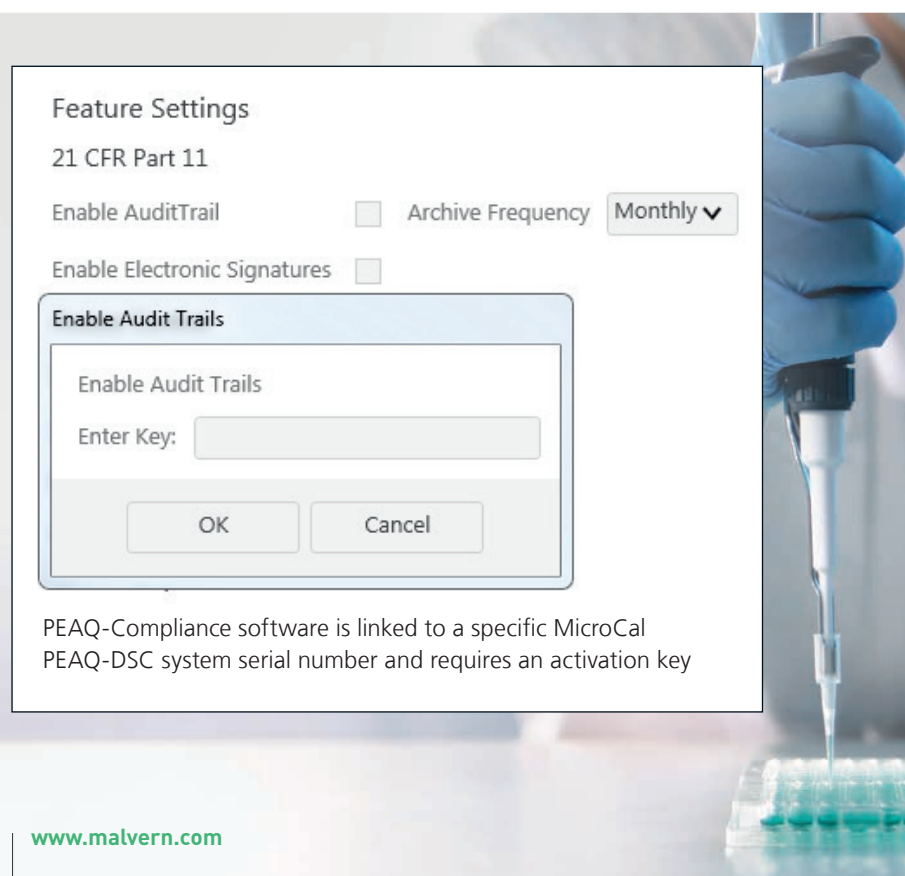 Feature Settings
21 CFR Part 11
Enable AuditTrail Archive Frequency Monthly
Enable Electronic Signatures
Enable Audit Trails
Enable Audit Trails
Enter Key:
OK Cancel
PEAQ-Compliance software is linked to a specific MicroCal
PEAQ-DSC system serial number and requires an activation key
www.malvern.com